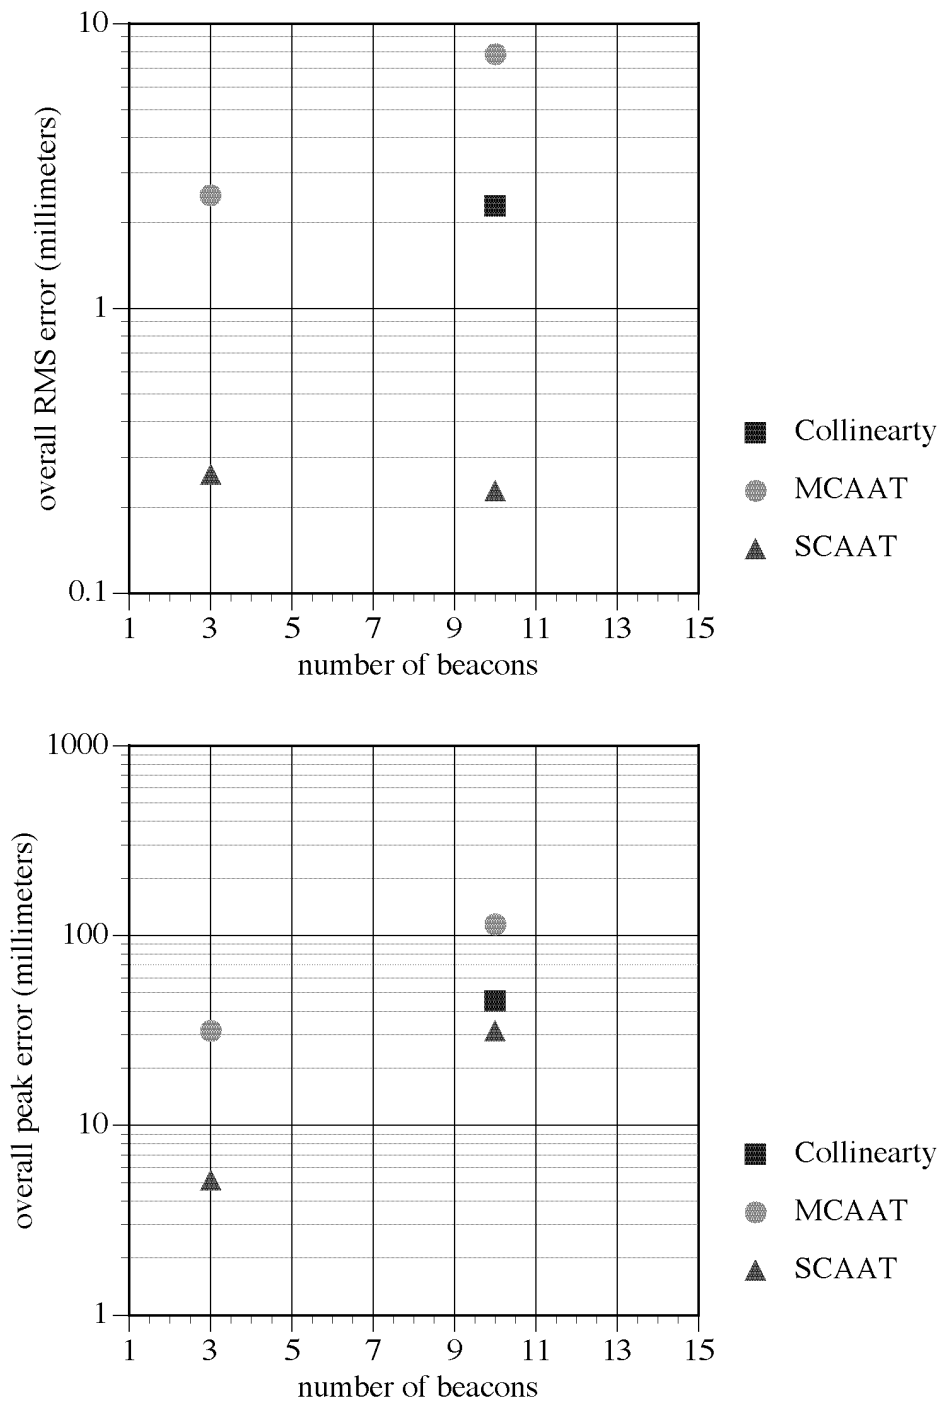 10
1
0.1
overall RMS error (millimeters)
1 3 5 7 9 11 13 15
number of beacons
Collinearty
MCAAT
SCAAT
1000
100
10
1
overall peak error (millimeters)
1 3 5 7 9 11 13 15
number of beacons
Collinearty
MCAAT
SCAAT